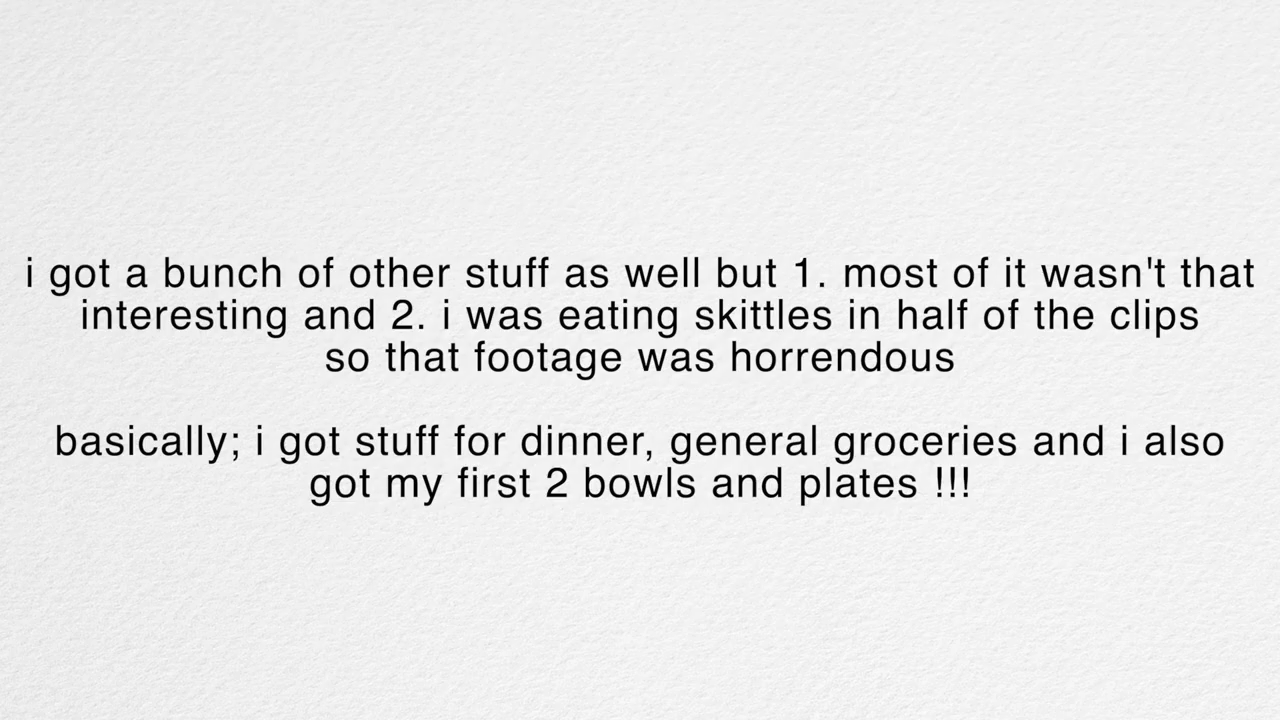 i got a bunch of other stuff as well but 1. most of it wasn't that
interesting and 2. i was eating skittles in half of the clips
so that footage was horrendous
basically; i got stuff for dinner, general groceries and i also
got my first 2 bowls and plates !!!